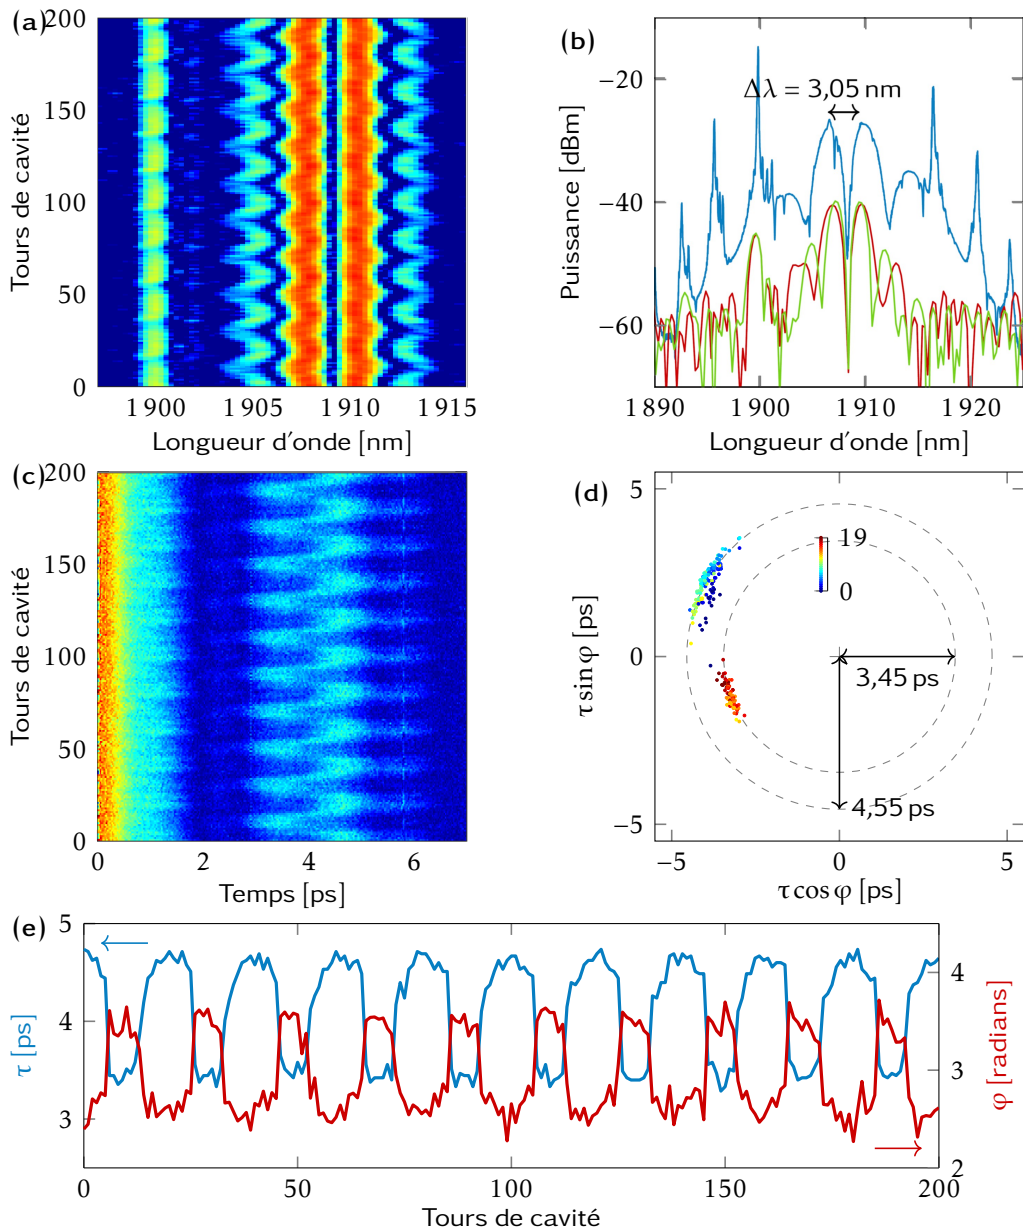 (a)
200
150
100
50
0
Tours de cavité
1 900
1 905
1 910
1 915
Longueur d'onde [nm]
(b)
−20
−40
−60
Puissance [dBm]
Δλ = 3,05 nm
1 890
1 900
1 910
1 920
Longueur d'onde [nm]
(c)
200
150
100
50
0
Tours de cavité
0
2
4
6
Temps [ps]
(d)
5
0
−5
τ sin φ [ps]
19
0
3,45 ps
4,55 ps
−5
0
5
τ cos φ [ps]
(e)
5
4
3
τ [ps]
4
3
2
φ [radians]
0
50
100
150
200
Tours de cavité